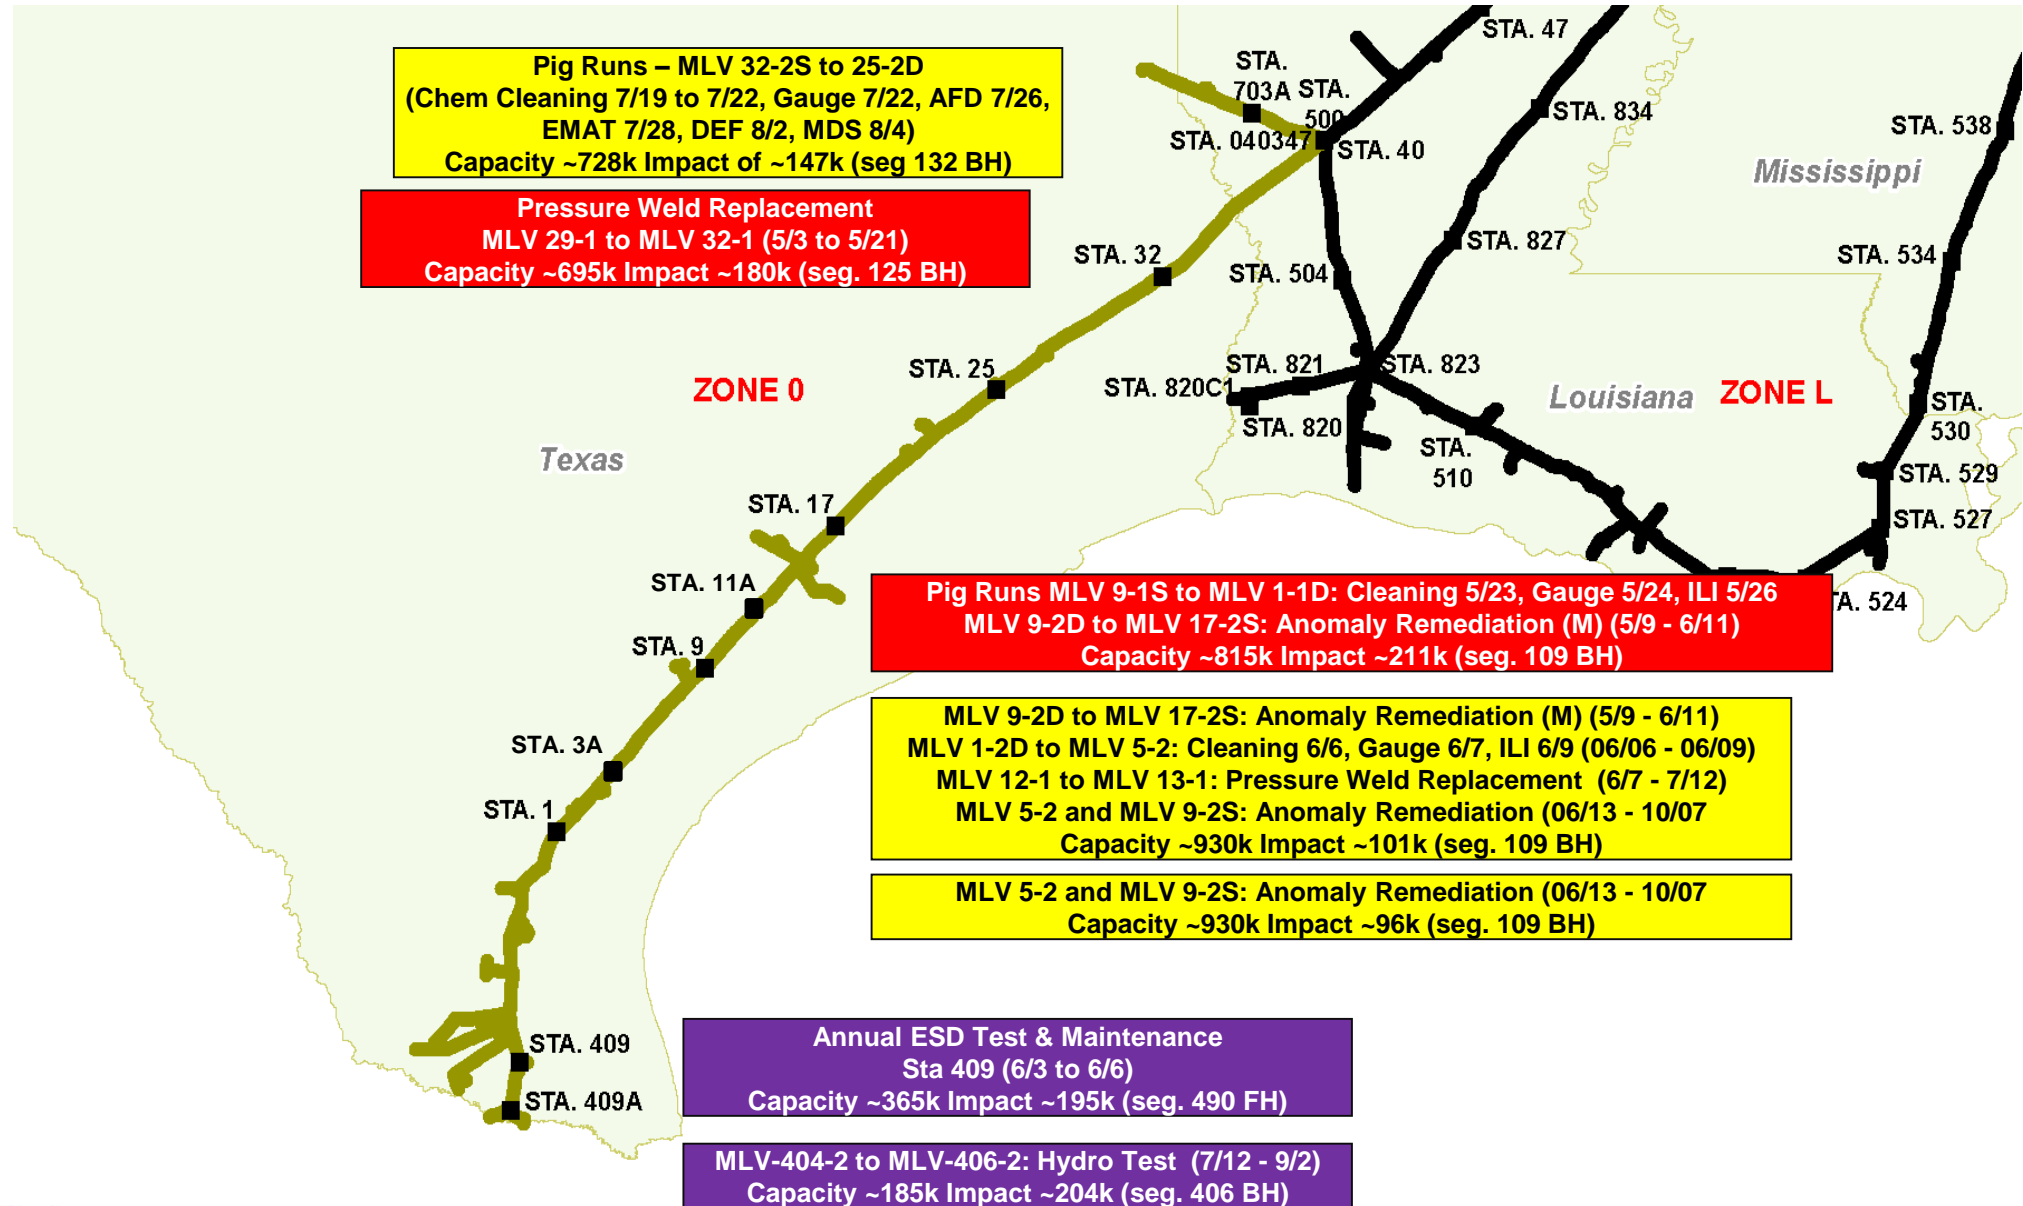 Pig Runs – MLV 32-2S to 25-2D
(Chem Cleaning 7/19 to 7/22, Gauge 7/22, AFD 7/26,
EMAT 7/28, DEF 8/2, MDS 8/4)
Capacity ~728k Impact of ~147k (seg 132 BH)
Pressure Weld Replacement
MLV 29-1 to MLV 32-1 (5/3 to 5/21)
Capacity ~695k Impact ~180k (seg. 125 BH)
STA. 47
STA.
703A
STA.
500
STA. 040347
STA. 40
STA. 834
STA. 538
Mississippi
STA. 827
STA. 534
STA. 32
STA. 504
STA. 25
STA. 821
STA. 823
STA. 820C1
STA. 820
ZONE 0
Louisiana
ZONE L
STA.
530
STA.
510
Texas
STA. 529
STA. 17
STA. 527
STA. 11A
TA. 524
Pig Runs MLV 9-1S to MLV 1-1D: Cleaning 5/23, Gauge 5/24, ILI 5/26
MLV 9-2D to MLV 17-2S: Anomaly Remediation (M) (5/9 - 6/11)
Capacity ~815k Impact ~211k (seg. 109 BH)
STA. 9
MLV 9-2D to MLV 17-2S: Anomaly Remediation (M) (5/9 - 6/11)
MLV 1-2D to MLV 5-2: Cleaning 6/6, Gauge 6/7, ILI 6/9 (06/06 - 06/09)
MLV 12-1 to MLV 13-1: Pressure Weld Replacement (6/7 - 7/12)
MLV 5-2 and MLV 9-2S: Anomaly Remediation (06/13 - 10/07
Capacity ~930k Impact ~101k (seg. 109 BH)
STA. 3A
STA. 1
MLV 5-2 and MLV 9-2S: Anomaly Remediation (06/13 - 10/07
Capacity ~930k Impact ~96k (seg. 109 BH)
STA. 409
STA. 409A
Annual ESD Test & Maintenance
Sta 409 (6/3 to 6/6)
Capacity ~365k Impact ~195k (seg. 490 FH)
MLV-404-2 to MLV-406-2: Hydro Test (7/12 - 9/2)
Capacity ~185k Impact ~204k (seg. 406 BH)